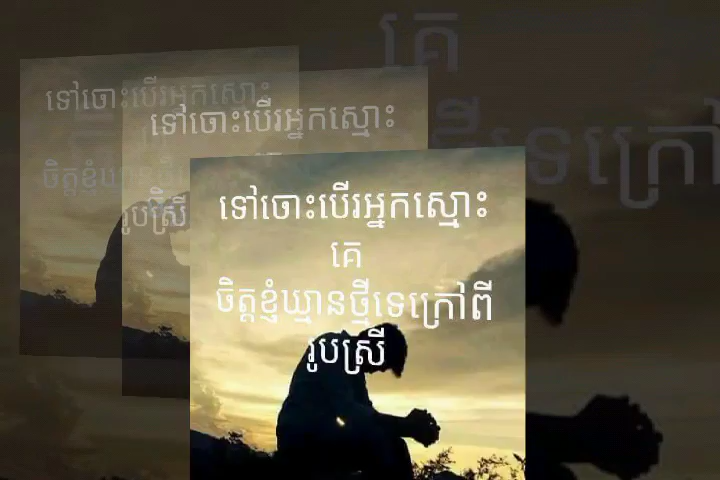 ទៅចោះបើរអ្នកស្មោះ
គេ
ចិត្តខ្ញំឃ្មានថ្មីទេក្រៅពី
រូបស្រី